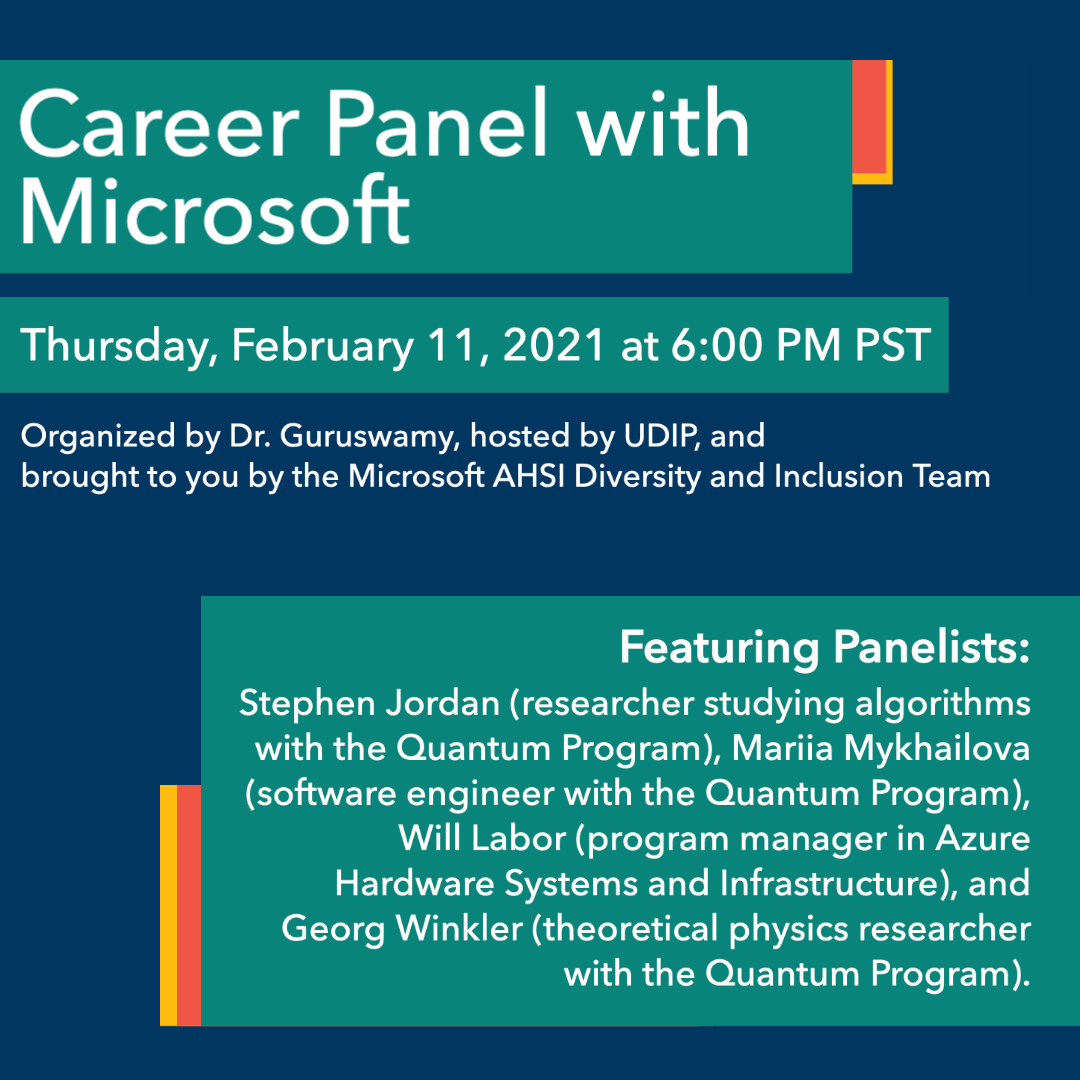 Career Panel with
Microsoft
Thursday, February 11, 2021 at 6:00 PM PST
Organized by Dr. Guruswamy, hosted by UDIP, and
brought to you by the Microsoft AHSI Diversity and Inclusion Team
Featuring Panelists:
Stephen Jordan (researcher studying algorithms
with the Quantum Program), Mariia Mykhailova
(software engineer with the Quantum Program),
Will Labor (program manager in Azure
Hardware Systems and Infrastructure), and
Georg Winkler (theoretical physics researcher
with the Quantum Program).